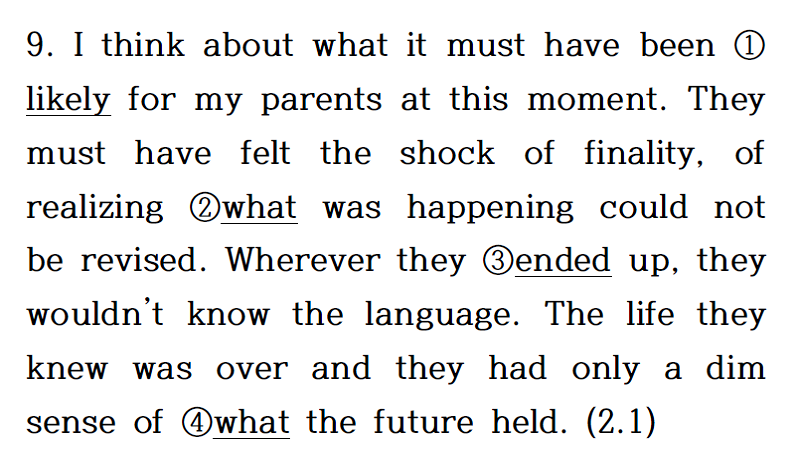 9. I think about what it must have been ①
likely for my parents at this moment. They
must have felt the shock of finality, of
realizing ②what was happening could not
be revised. Wherever they ③ended up, they
wouldn’t know the language. The life they
knew was over and they had only a dim
sense of ④what the future held. (2.1)